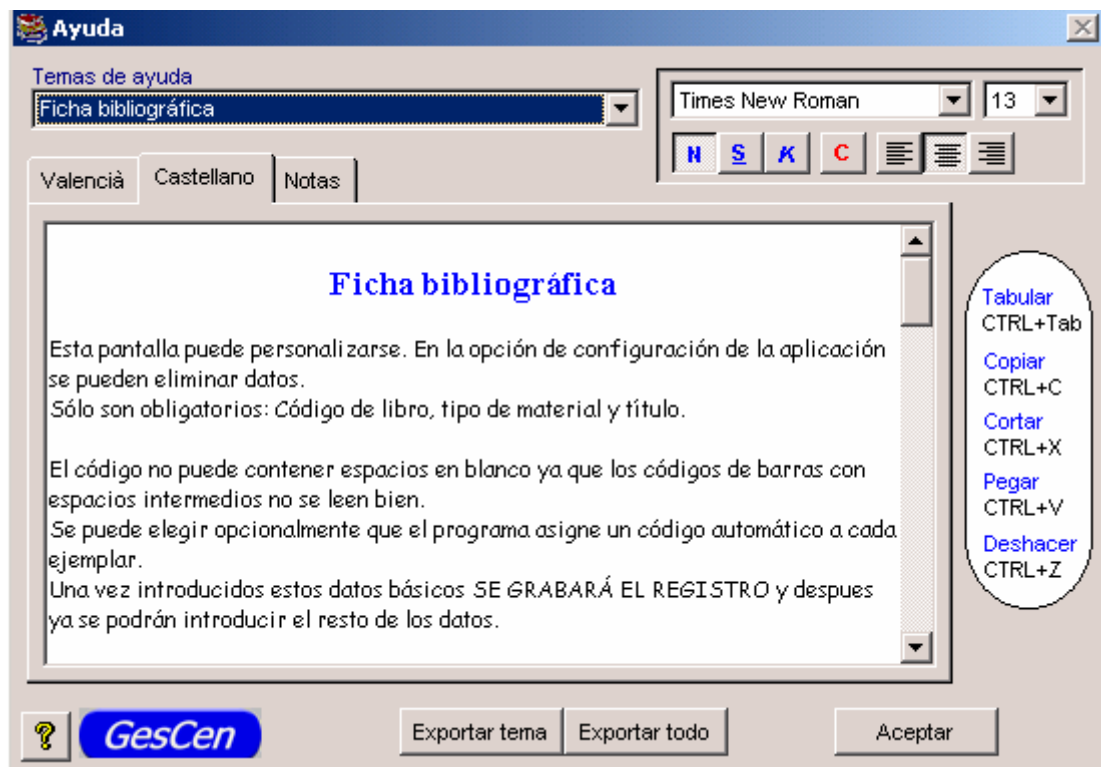 Ayuda
Temas de ayuda
Ficha bibliográfica
Times New Roman
13
N S K C
Valencià Castellano Notas
Ficha bibliográfica
Esta pantalla puede personalizarse. En la opción de configuración de la aplicación
se pueden eliminar datos.
Sólo son obligatorios: Código de libro, tipo de material y título.
El código no puede contener espacios en blanco ya que los códigos de barras con
espacios intermedios no se leen bien.
Se puede elegir opcionalmente que el programa asigne un código automático a cada
ejemplar.
Una vez introducidos estos datos básicos SE GRABARÁ EL REGISTRO y despues
ya se podrán introducir el resto de los datos.
Tabular
CTRL+Tab
Copiar
CTRL+C
Cortar
CTRL+X
Pegar
CTRL+V
Deshacer
CTRL+Z
?
GesCen
Exportar tema
Exportar todo
Aceptar